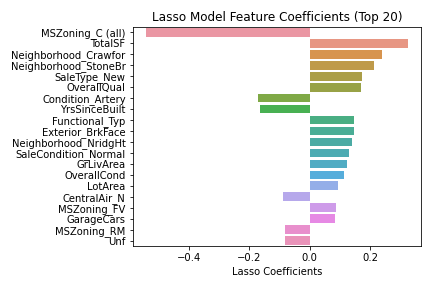 Lasso Model Feature Coefficients (Top 20)
MSZoning_C (all)
TotalSF
Neighborhood_Crawfor
Neighborhood_StoneBr
SaleType_New
OverallQual
Condition_Artery
YrsSinceBuilt
Functional_Typ
Exterior_BrkFace
Neighborhood_NridgHt
SaleCondition_Normal
GrLivArea
OverallCond
LotArea
CentralAir_N
MSZoning_FV
GarageCars
MSZoning_RM
Unf
−0.4 −0.2 0.0 0.2
Lasso Coefficients